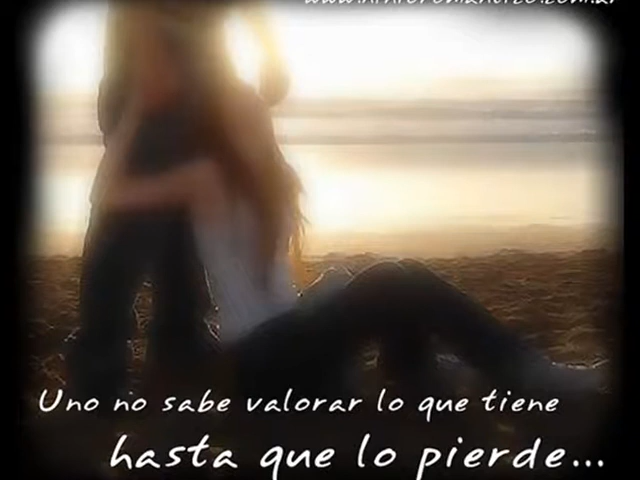 Uno no sabe valorar lo que tiene
hasta que lo pierde...